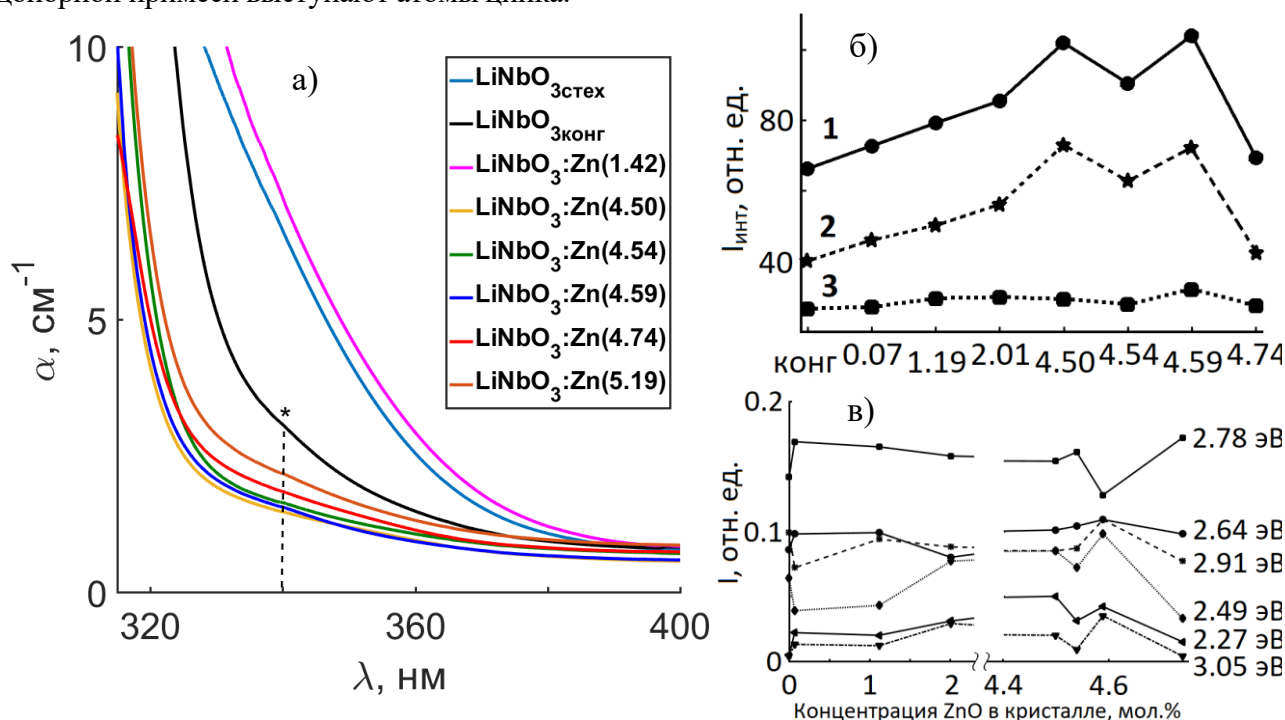 донорной примеси выступают атомы цинка.
а)
10
5
0
α, см⁻¹
320
360
400
λ, нм
LiNbO₃стех
LiNbO₃конг
LiNbO₃:Zn(1.42)
LiNbO₃:Zn(4.50)
LiNbO₃:Zn(4.54)
LiNbO₃:Zn(4.59)
LiNbO₃:Zn(4.74)
LiNbO₃:Zn(5.19)
*
б)
Iинт, отн. ед.
80
40
1
2
3
конг 0.07 1.19 2.01 4.50 4.54 4.59 4.74
в)
I, отн. ед.
0.2
0.1
0
2.78 эВ
2.64 эВ
2.91 эВ
2.49 эВ
2.27 эВ
3.05 эВ
0 1 2 4.4 4.6
Концентрация ZnO в кристалле, мол.%